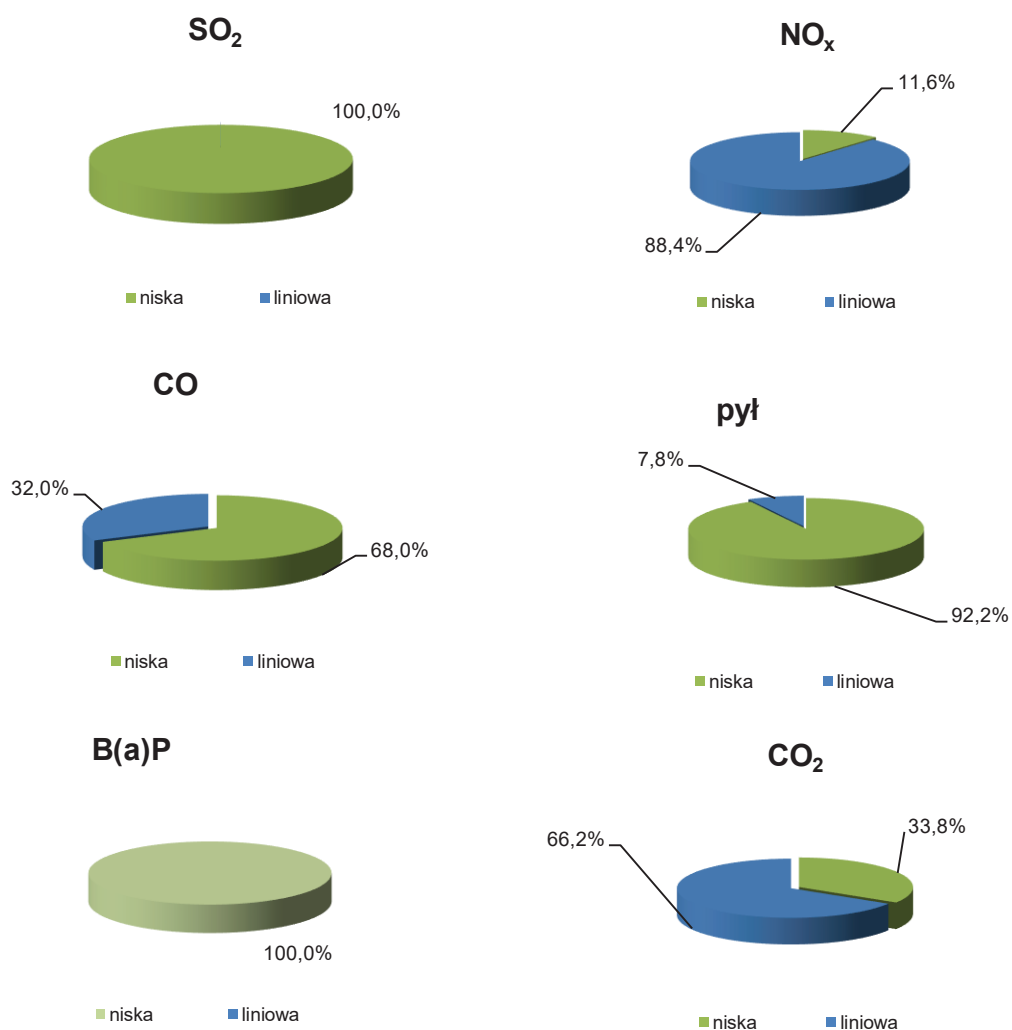 SO₂
100,0%
niska liniowa
NOₓ
11,6%
88,4%
niska liniowa
CO
32,0%
68,0%
niska liniowa
pył
7,8%
92,2%
niska liniowa
B(a)P
100,0%
niska liniowa
CO₂
66,2%
33,8%
niska liniowa